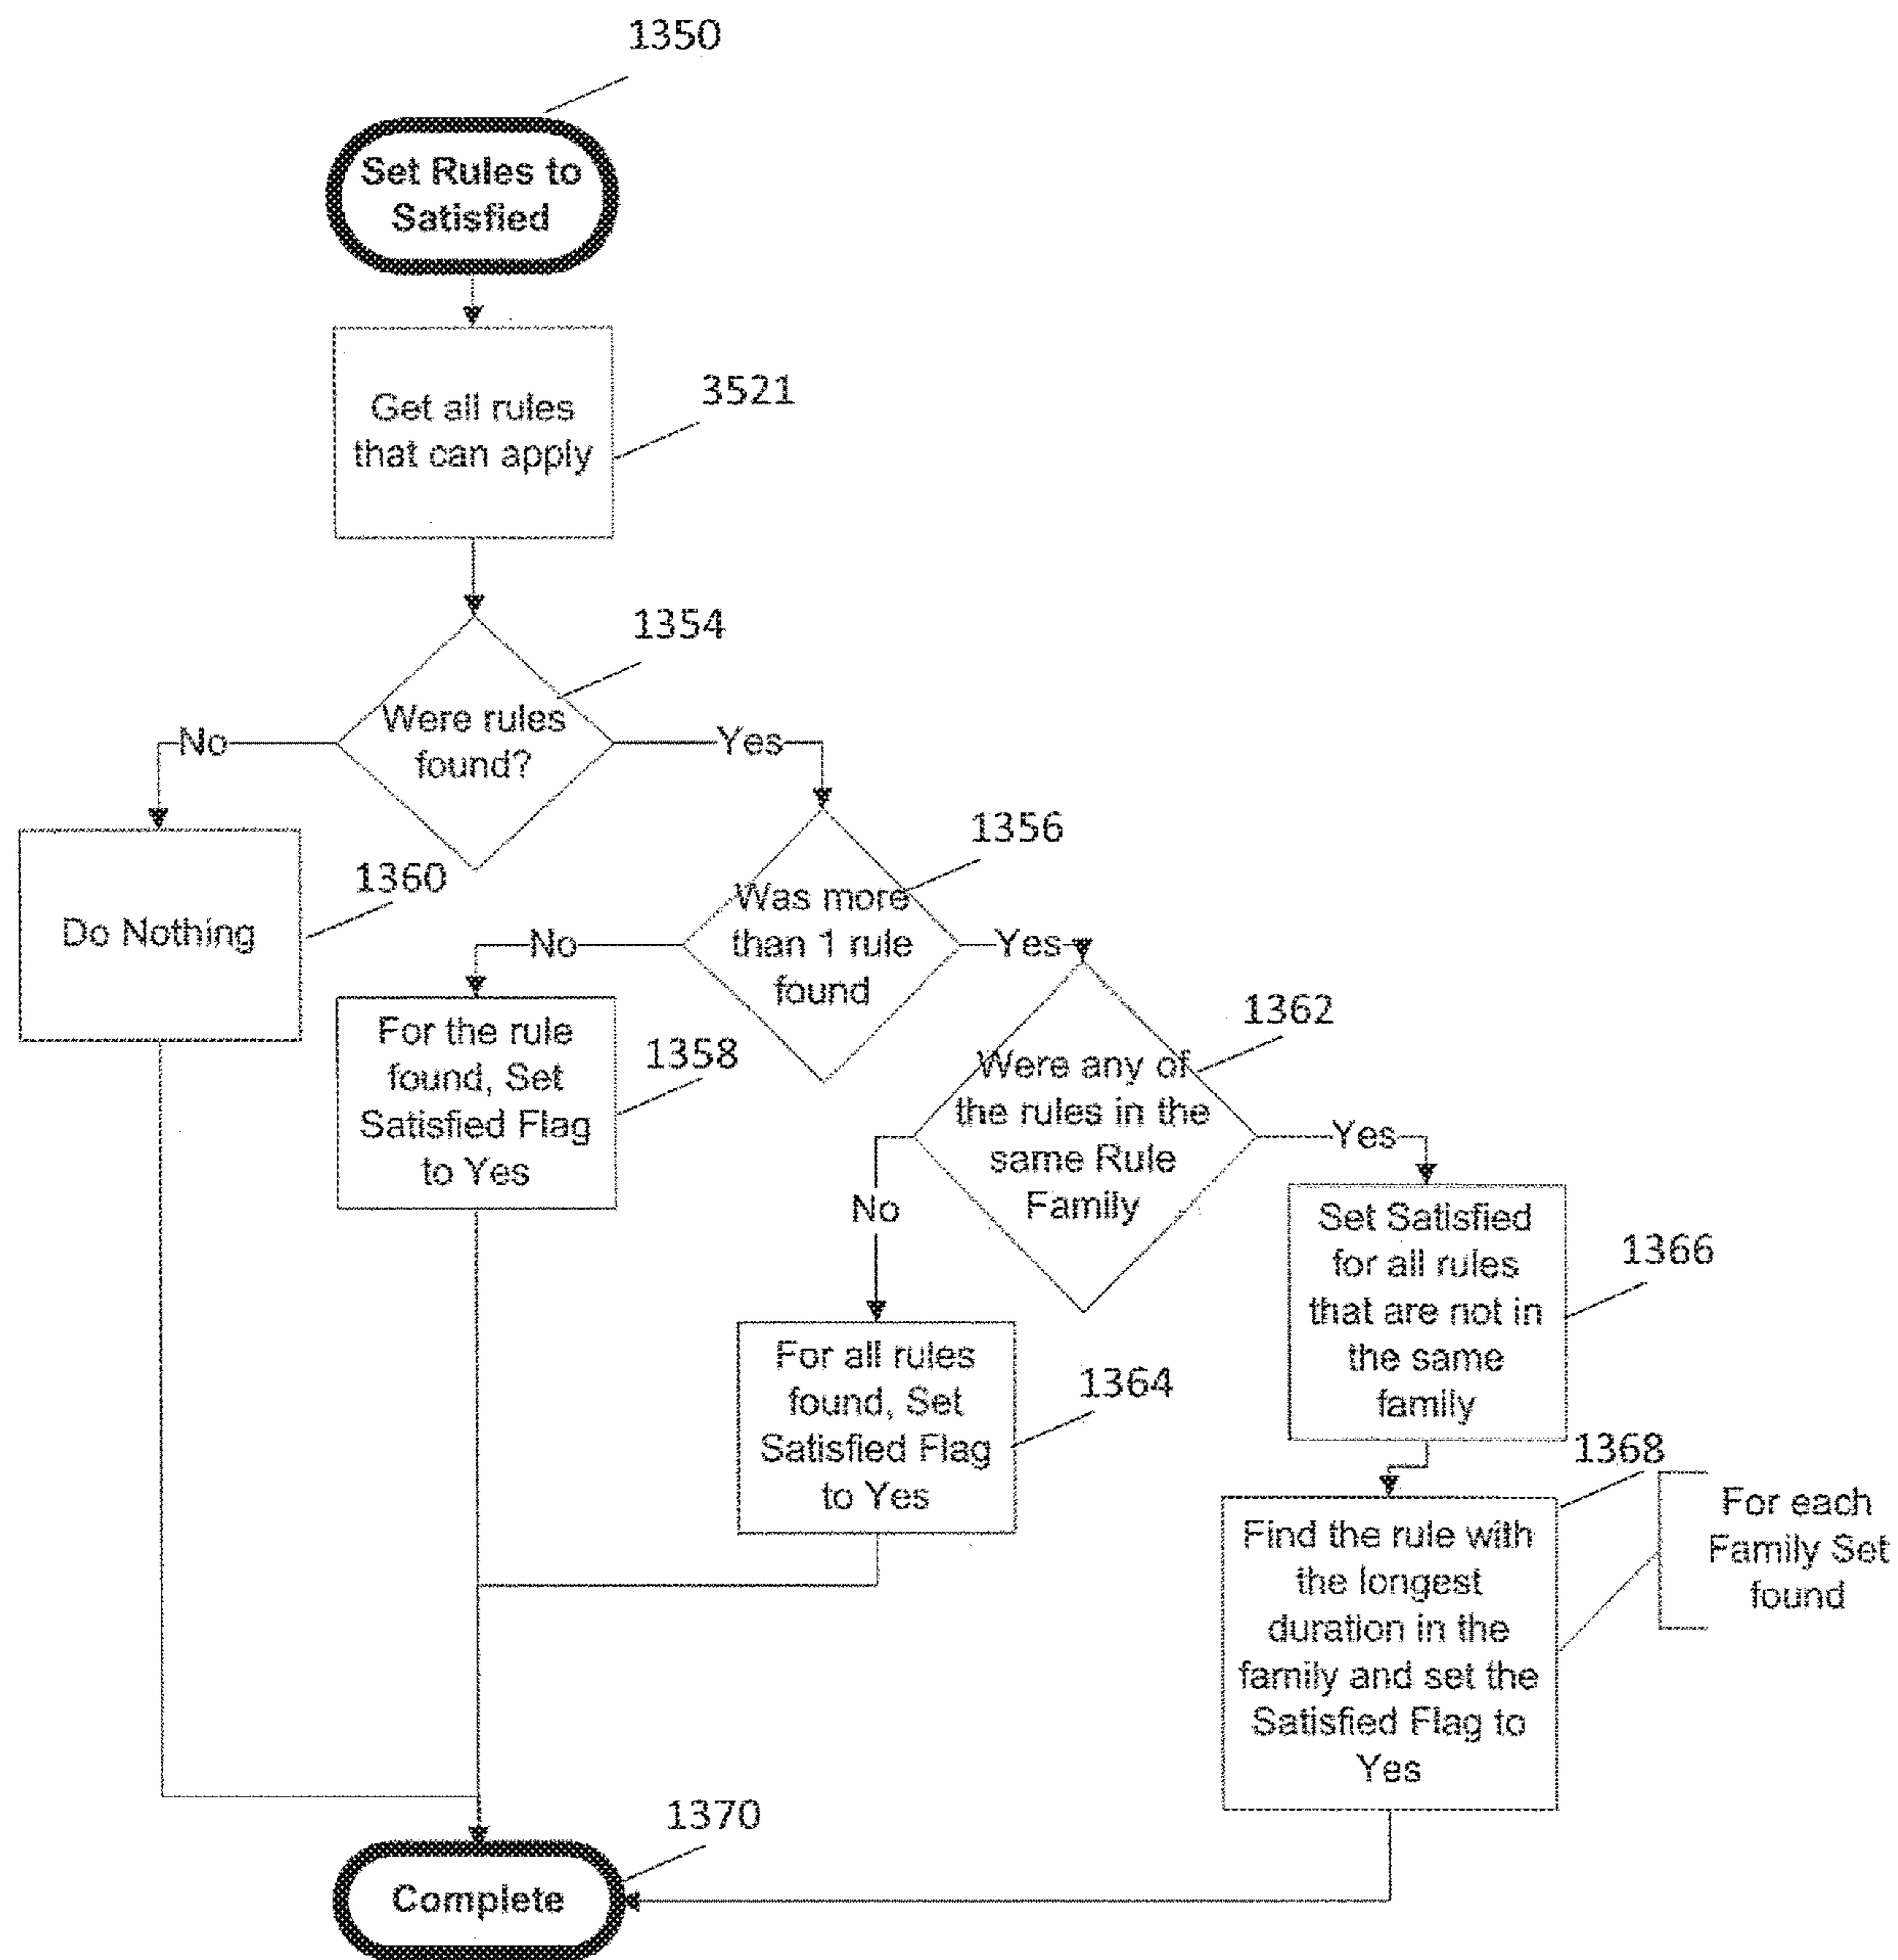 1350
Set Rules to
Satisfied
Get all rules
that can apply
3521
1354
Were rules
found?
No
Yes
1360
Do Nothing
1356
Was more
than 1 rule
found
No
Yes
For the rule
found, Set
Satisfied Flag
to Yes
1358
1362
Were any of
the rules in the
same Rule
Family
No
Yes
Set Satisfied
for all rules
that are not in
the same
family
1366
For all rules
found, Set
Satisfied Flag
to Yes
1364
1368
Find the rule with
the longest
duration in the
family and set the
Satisfied Flag to
Yes
For each
Family Set
found
1370
Complete